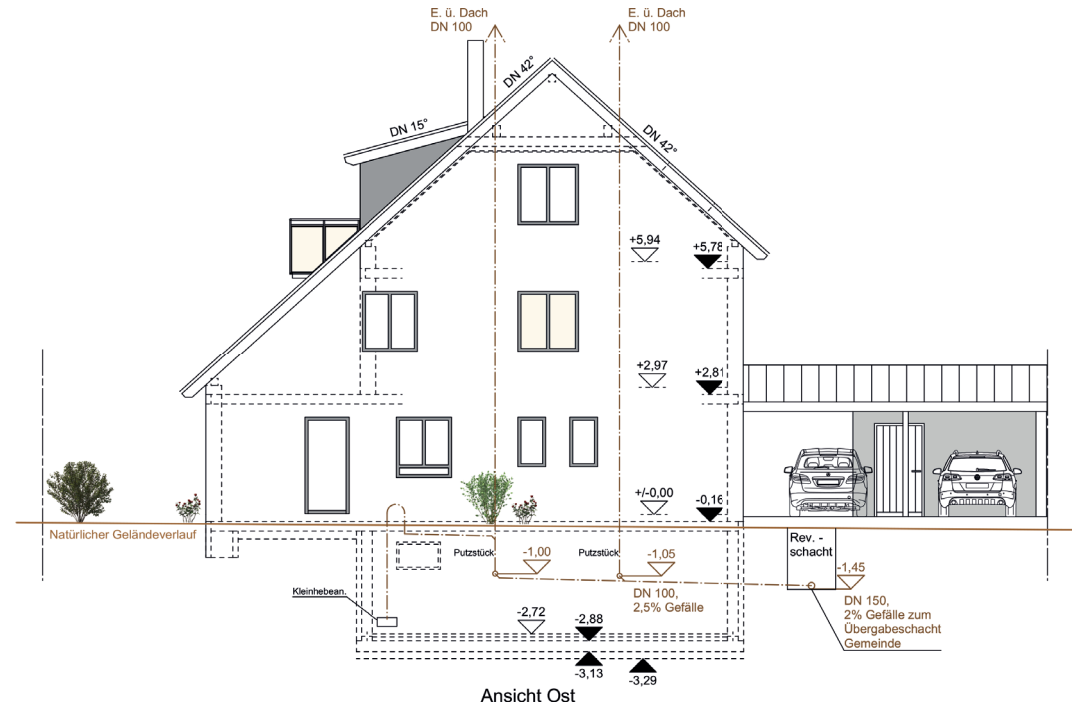 E. ü. Dach
DN 100
E. ü. Dach
DN 100
DN 42°
DN 15°
DN 42°
+5,94
+5,78
+2,97
+2,81
+/-0,00
-0,16
Natürlicher Geländeverlauf
Putzstück
-1,00
Putzstück
-1,05
Rev. -
schacht
-1,45
DN 100,
2,5% Gefälle
DN 150,
2% Gefälle zum
Übergabeschacht
Gemeinde
Kleinhebean.
-2,72
-2,88
-3,13
-3,29
Ansicht Ost